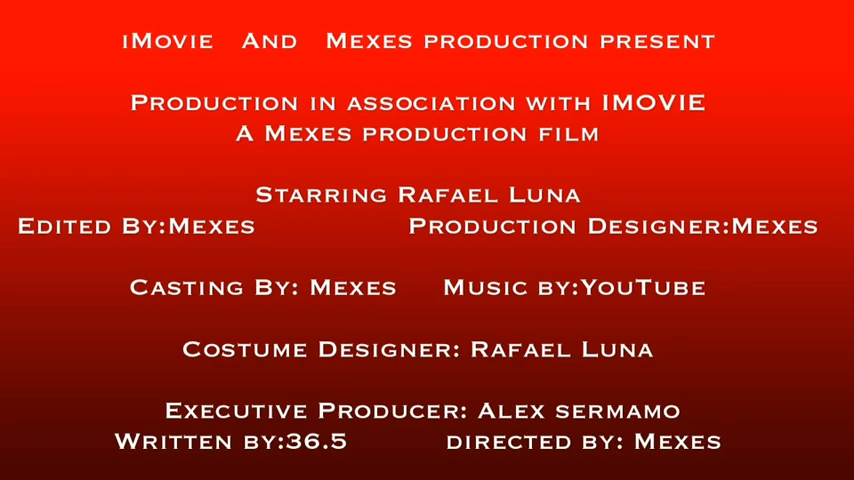 iMovie And Mexes production present
Production in association with IMOVIE
A Mexes production film
Starring Rafael Luna
Edited By:Mexes Production Designer:Mexes
Casting By: Mexes Music by:YouTube
Costume Designer: Rafael Luna
Executive Producer: Alex sermamo
Written by:36.5 directed by: Mexes